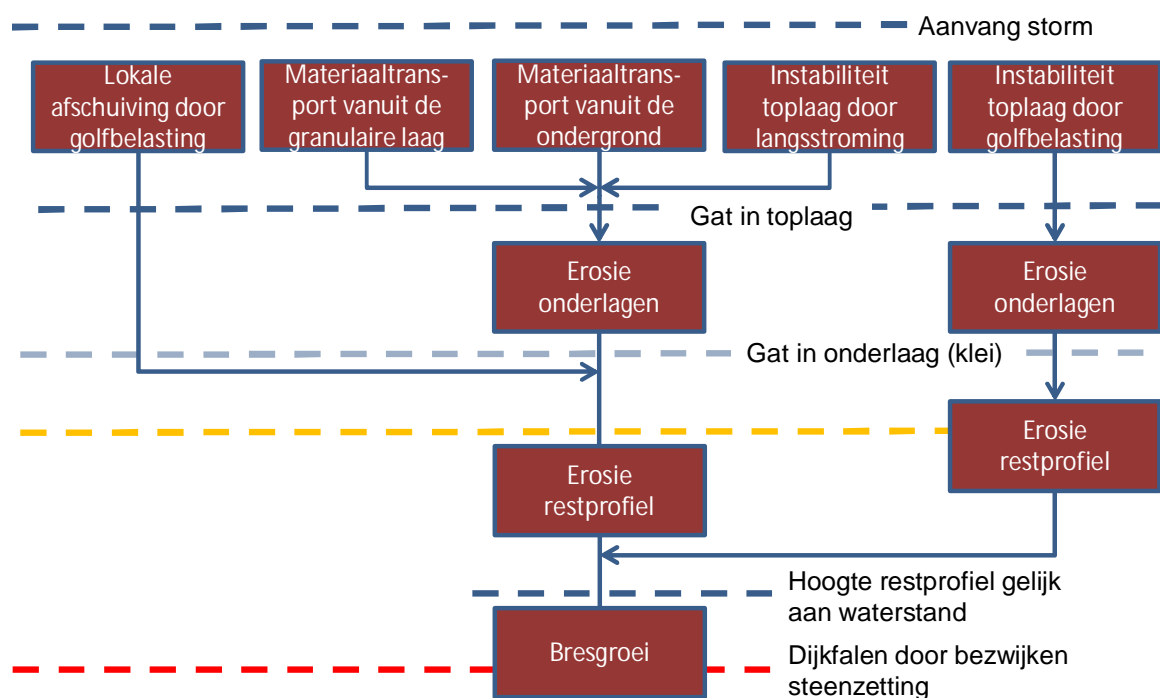 Aanvang storm
Lokale
afschuiving door
golfbelasting
Materiaaltrans-
port vanuit de
granulaire laag
Materiaaltrans-
port vanuit de
ondergrond
Instabiliteit
toplaag door
langsstroming
Instabiliteit
toplaag door
golfbelasting
Gat in toplaag
Erosie
onderlagen
Erosie
onderlagen
Gat in onderlaag (klei)
Erosie
restprofiel
Erosie
restprofiel
Hoogte restprofiel gelijk
aan waterstand
Bresgroei
Dijkfalen door bezwijken
steenzetting